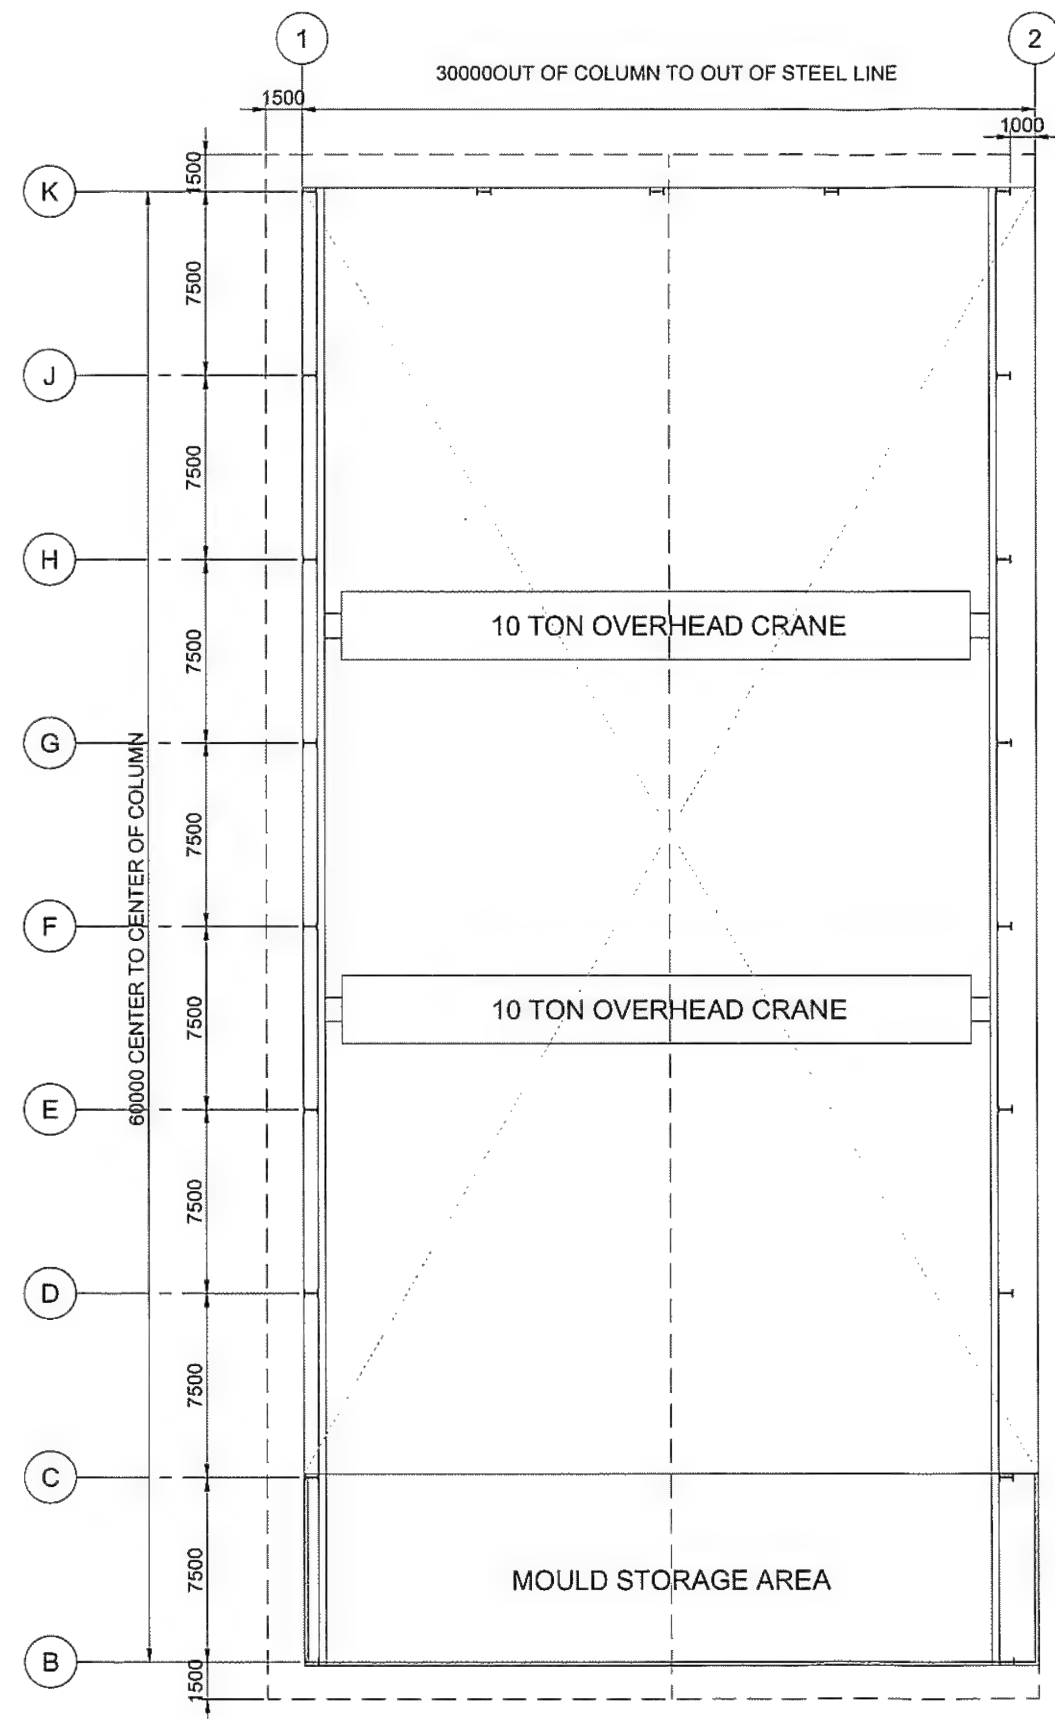 1
2
30000OUT OF COLUMN TO OUT OF STEEL LINE
1500
1000
1500
K
7500
J
7500
H
7500
10 TON OVERHEAD CRANE
G
60000 CENTER TO CENTER OF COLUMN
7500
F
7500
10 TON OVERHEAD CRANE
E
7500
D
7500
C
7500
MOULD STORAGE AREA
B
1500